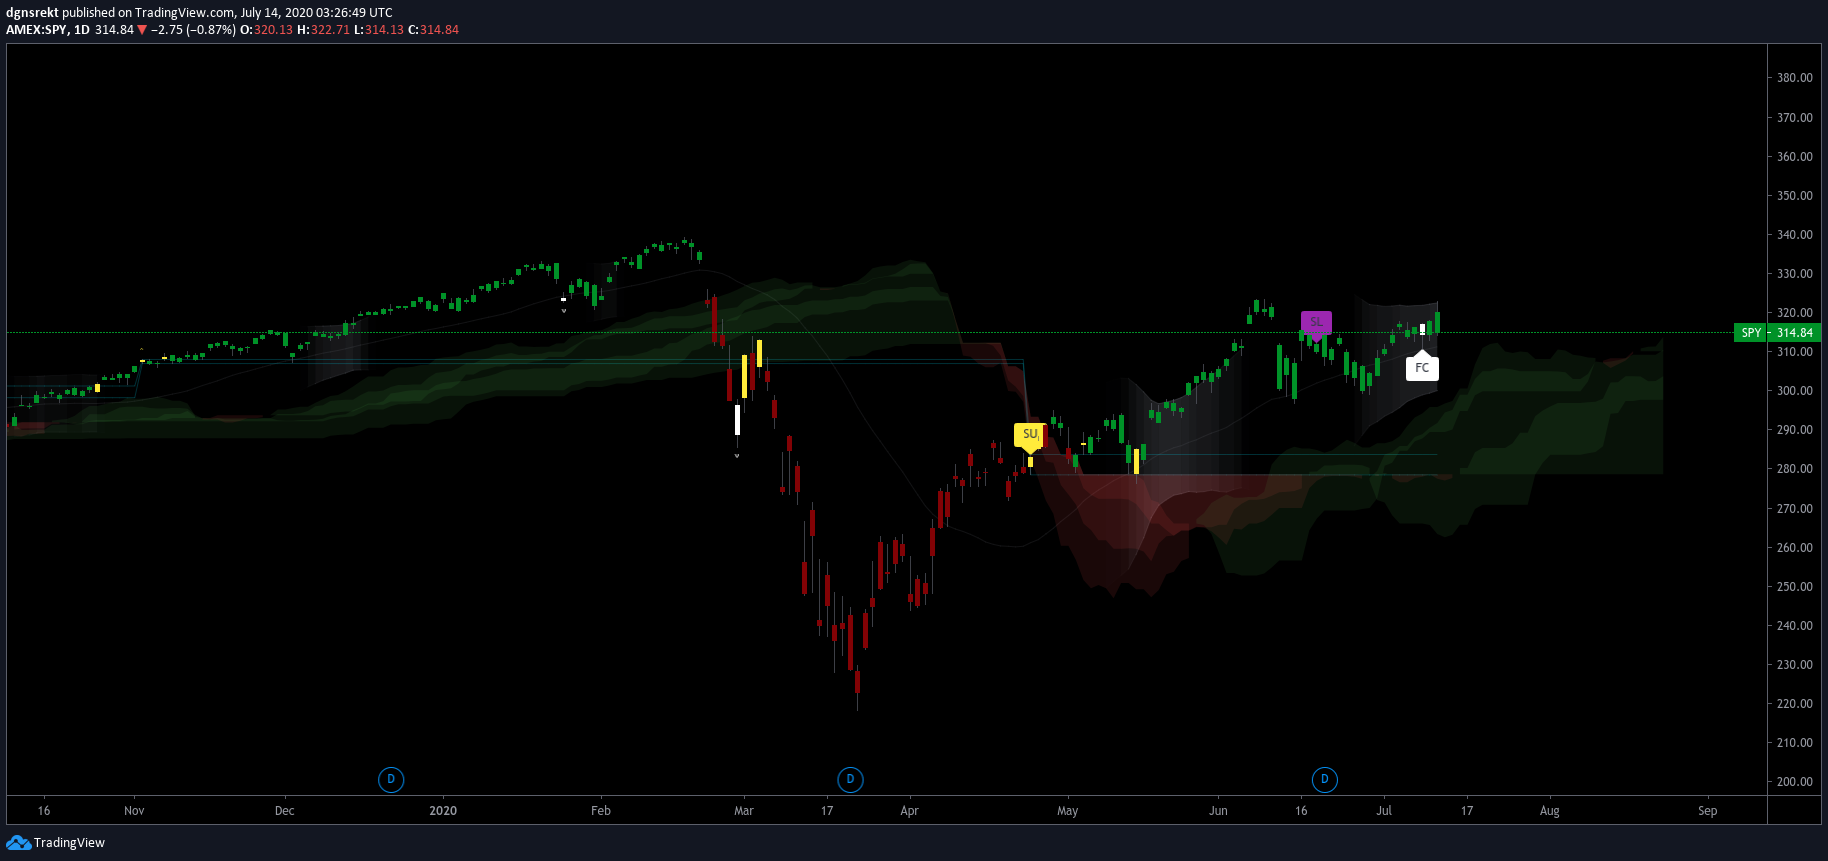 dgnsrekt published on TradingView.com, July 14, 2020 03:26:49 UTC
AMEX:SPY, 1D 314.84 ▼ −2.75 (−0.87%) O:320.13 H:322.71 L:314.13 C:314.84
380.00
370.00
360.00
350.00
340.00
330.00
320.00
SPY 314.84
310.00
300.00
290.00
280.00
270.00
260.00
250.00
240.00
230.00
220.00
210.00
200.00
SL
FC
SU
D D D
16 Nov Dec 2020 Feb Mar 17 Apr May Jun 16 Jul 17 Aug Sep
TradingView